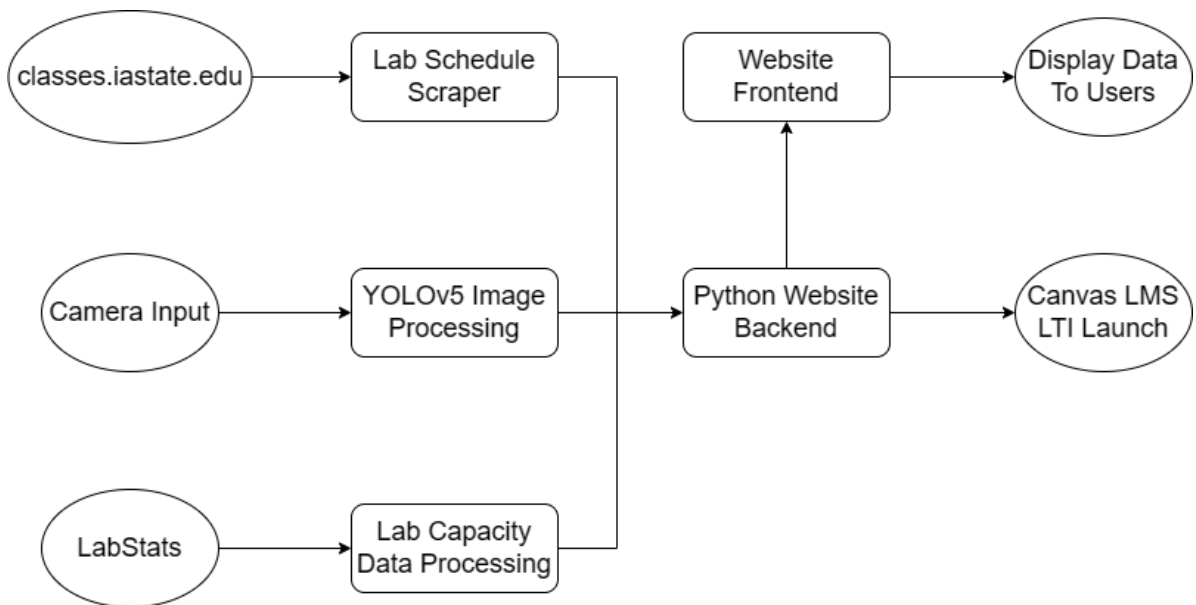 classes.iastate.edu
Lab Schedule
Scraper
Website
Frontend
Display Data
To Users
Camera Input
YOLOv5 Image
Processing
Python Website
Backend
Canvas LMS
LTI Launch
LabStats
Lab Capacity
Data Processing